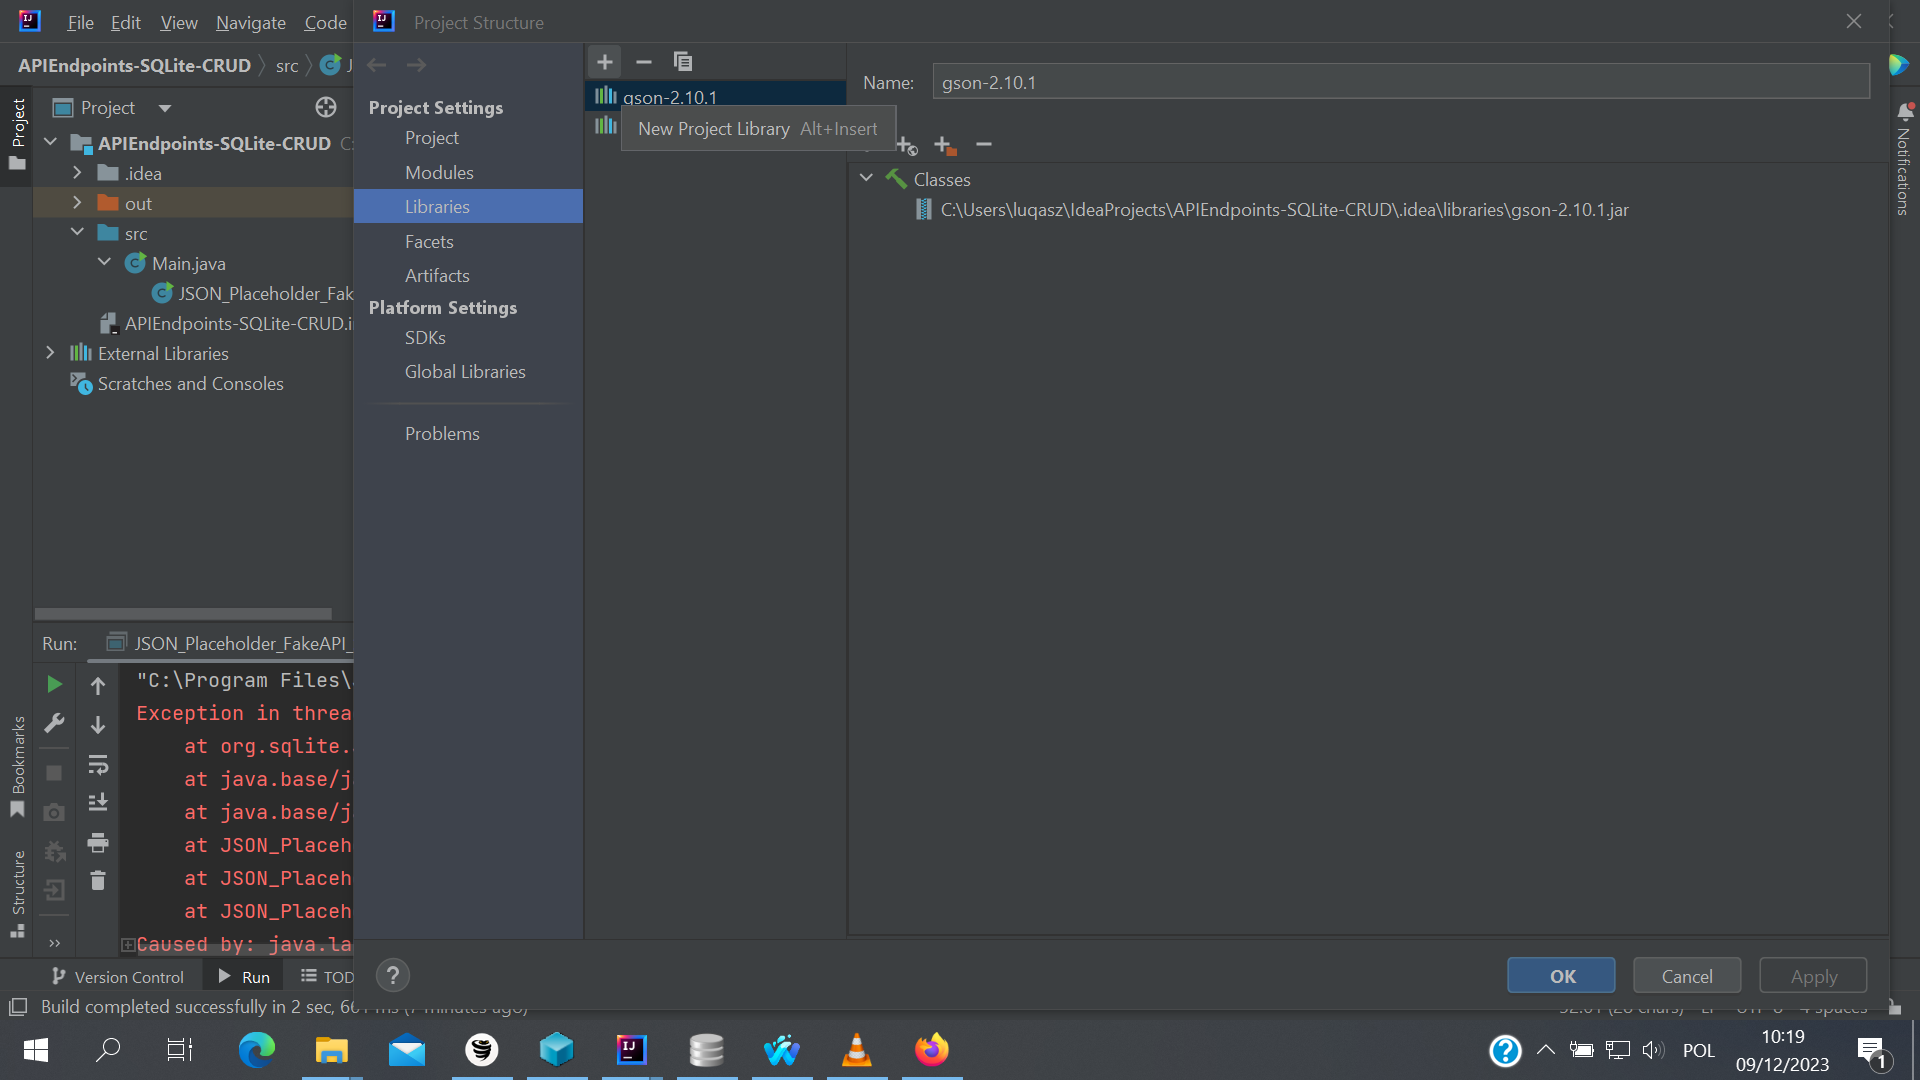 File Edit View Navigate Code
Project Structure
APIEndpoints-SQLite-CRUD src
Project
APIEndpoints-SQLite-CRUD
.idea
out
src
Main.java
JSON_Placeholder_Fak
APIEndpoints-SQLite-CRUD.i
External Libraries
Scratches and Consoles
Project
Bookmarks
Structure
Project Settings
Project
Modules
Libraries
Facets
Artifacts
Platform Settings
SDKs
Global Libraries
Problems
gson-2.10.1
New Project Library Alt+Insert
Name: gson-2.10.1
Classes
C:\Users\luqasz\IdeaProjects\APIEndpoints-SQLite-CRUD\.idea\libraries\gson-2.10.1.jar
Notifications
Run: JSON_Placeholder_FakeAPI_
"C:\Program Files\
Exception in threa
at org.sqlite.
at java.base/j
at java.base/j
at JSON_Placeh
at JSON_Placeh
at JSON_Placeh
Caused by: java.la
Version Control Run TOD
?
OK Cancel Apply
Build completed successfully in 2 sec,
POL
10:19
09/12/2023
1